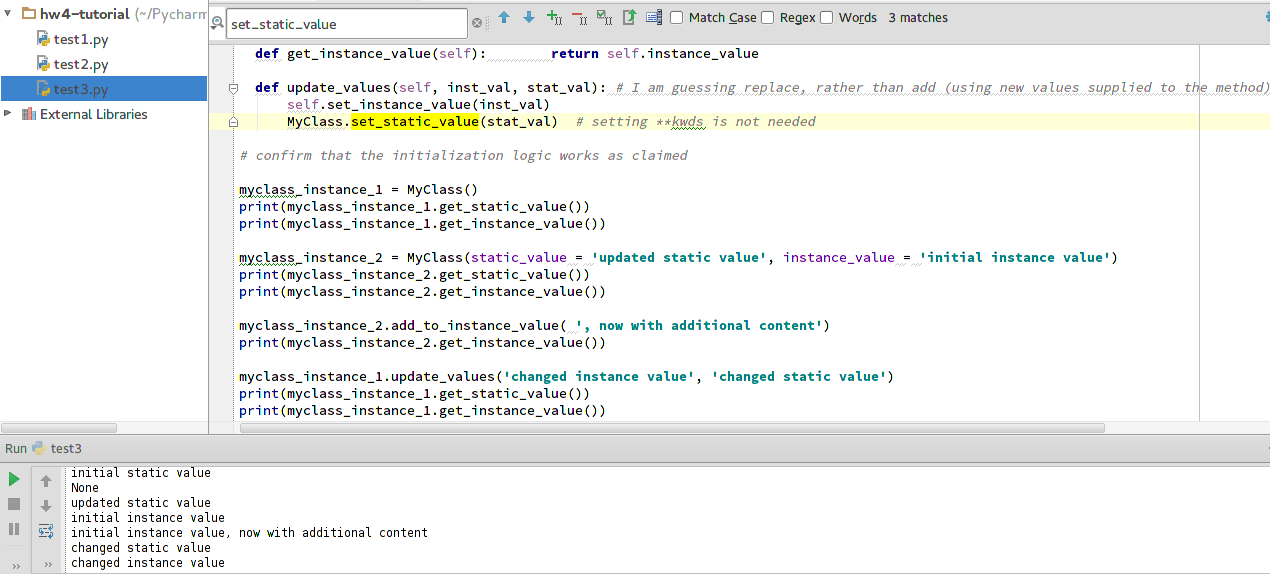 hw4-tutorial (~/Pycharm
test1.py
test2.py
test3.py
External Libraries
set_static_value
Match Case Regex Words 3 matches
def get_instance_value(self): return self.instance_value
def update_values(self, inst_val, stat_val): # I am guessing replace, rather than add (using new values supplied to the method)
self.set_instance_value(inst_val)
MyClass.set_static_value(stat_val) # setting **kwds is not needed
# confirm that the initialization logic works as claimed
myclass_instance_1 = MyClass()
print(myclass_instance_1.get_static_value())
print(myclass_instance_1.get_instance_value())
myclass_instance_2 = MyClass(static_value = 'updated static value', instance_value = 'initial instance value')
print(myclass_instance_2.get_static_value())
print(myclass_instance_2.get_instance_value())
myclass_instance_2.add_to_instance_value( ', now with additional content')
print(myclass_instance_2.get_instance_value())
myclass_instance_1.update_values('changed instance value', 'changed static value')
print(myclass_instance_1.get_static_value())
print(myclass_instance_1.get_instance_value())
Run test3
initial static value
None
updated static value
initial instance value
initial instance value, now with additional content
changed static value
changed instance value